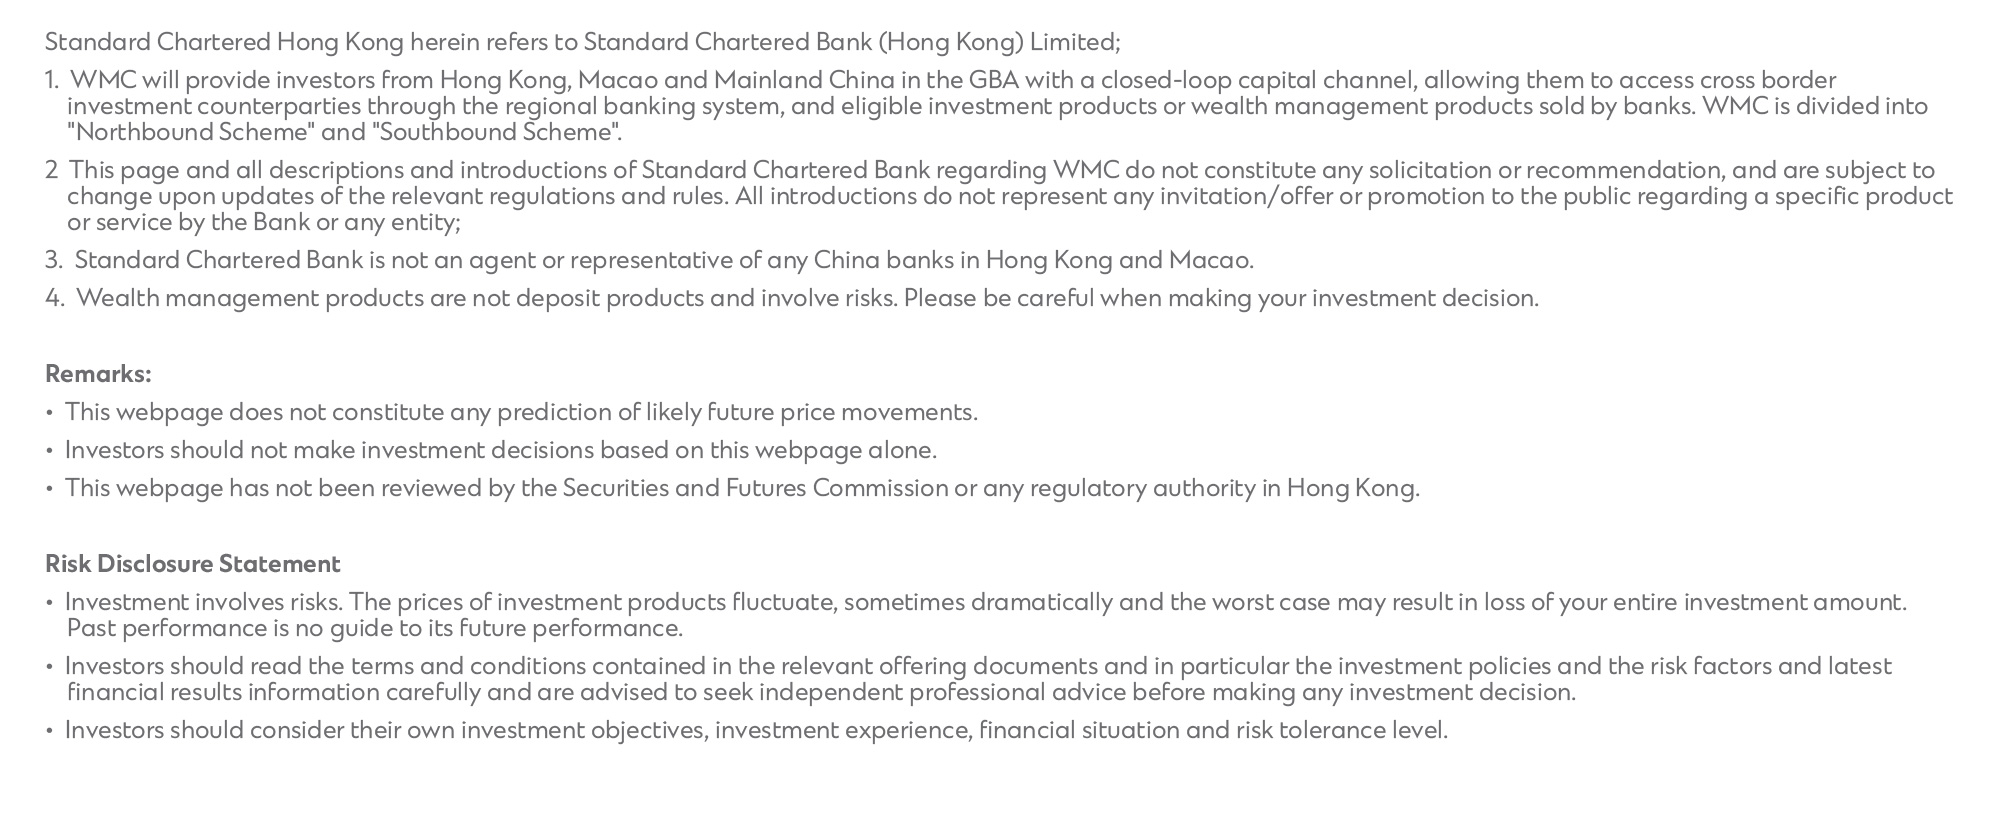 Standard Chartered Hong Kong herein refers to Standard Chartered Bank (Hong Kong) Limited;
1. WMC will provide investors from Hong Kong, Macao and Mainland China in the GBA with a closed-loop capital channel, allowing them to access cross border
investment counterparties through the regional banking system, and eligible investment products or wealth management products sold by banks. WMC is divided into
"Northbound Scheme" and "Southbound Scheme".
2 This page and all descriptions and introductions of Standard Chartered Bank regarding WMC do not constitute any solicitation or recommendation, and are subject to
change upon updates of the relevant regulations and rules. All introductions do not represent any invitation/offer or promotion to the public regarding a specific product
or service by the Bank or any entity;
3. Standard Chartered Bank is not an agent or representative of any China banks in Hong Kong and Macao.
4. Wealth management products are not deposit products and involve risks. Please be careful when making your investment decision.
Remarks:
• This webpage does not constitute any prediction of likely future price movements.
• Investors should not make investment decisions based on this webpage alone.
• This webpage has not been reviewed by the Securities and Futures Commission or any regulatory authority in Hong Kong.
Risk Disclosure Statement
• Investment involves risks. The prices of investment products fluctuate, sometimes dramatically and the worst case may result in loss of your entire investment amount.
Past performance is no guide to its future performance.
• Investors should read the terms and conditions contained in the relevant offering documents and in particular the investment policies and the risk factors and latest
financial results information carefully and are advised to seek independent professional advice before making any investment decision.
• Investors should consider their own investment objectives, investment experience, financial situation and risk tolerance level.